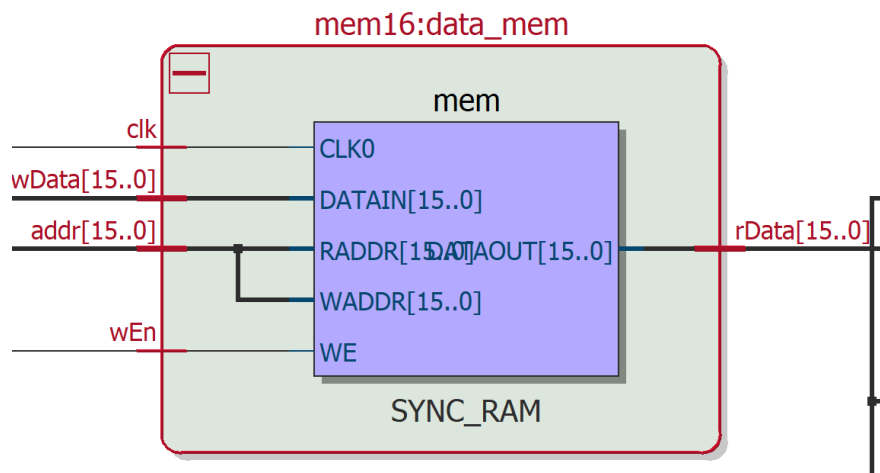 mem16:data_mem
mem
clk
CLK0
wData[15..0]
DATAIN[15..0]
addr[15..0]
RADDR[15..0]
DATAOUT[15..0]
rData[15..0]
WADDR[15..0]
wEn
WE
SYNC_RAM